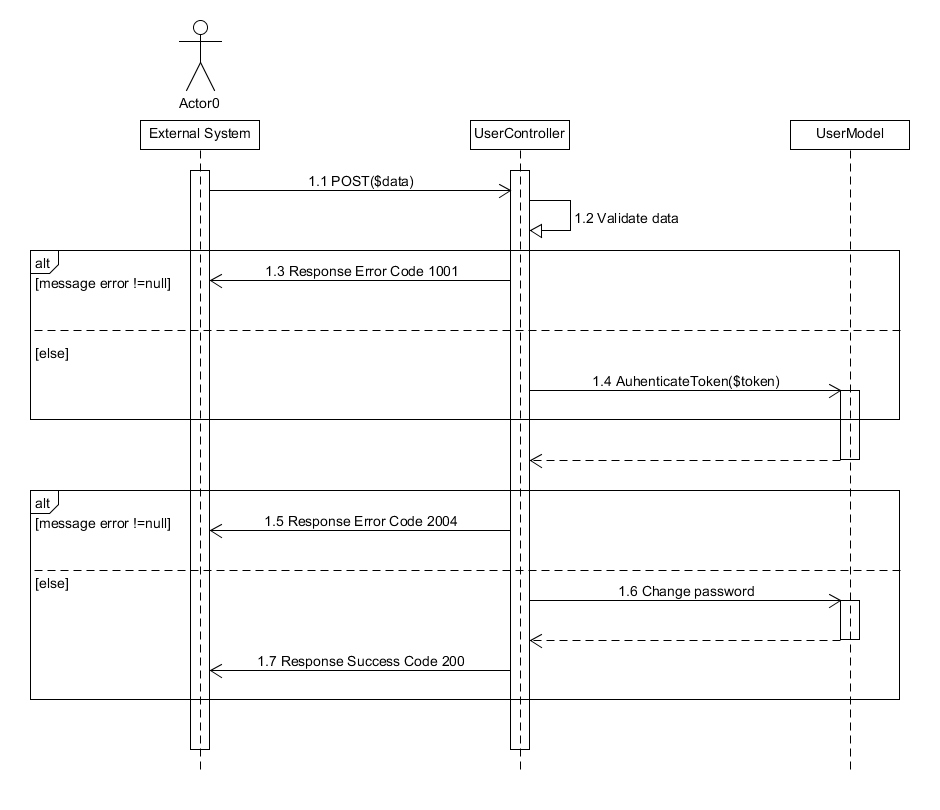 Actor0
External System
UserController
UserModel
1.1 POST($data)
1.2 Validate data
alt
[message error !=null]
1.3 Response Error Code 1001
[else]
1.4 AuhenticateToken($token)
alt
[message error !=null]
1.5 Response Error Code 2004
[else]
1.6 Change password
1.7 Response Success Code 200